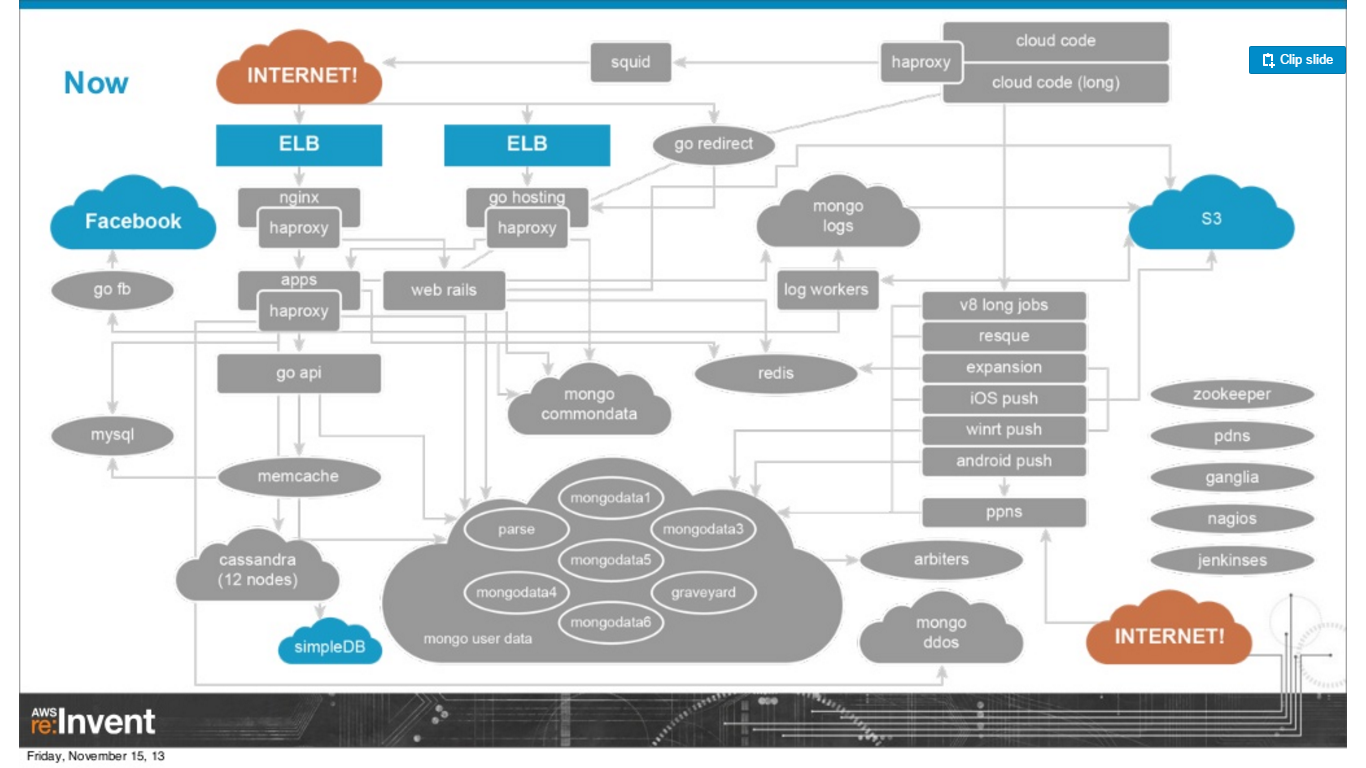 Now
INTERNET!
squid
haproxy
cloud code
cloud code (long)
Clip slide
ELB
ELB
go redirect
nginx
haproxy
go hosting
haproxy
Facebook
mongo
logs
S3
go fb
apps
haproxy
web rails
log workers
v8 long jobs
resque
expansion
iOS push
winrt push
android push
ppns
go api
redis
mongo
commondata
mysql
memcache
zookeeper
pdns
ganglia
nagios
jenkinses
cassandra
(12 nodes)
simpleDB
mongodata1
parse
mongodata3
mongodata5
mongodata4
graveyard
mongodata6
mongo user data
arbiters
mongo
ddos
INTERNET!
AWS
re:Invent
Friday, November 15, 13